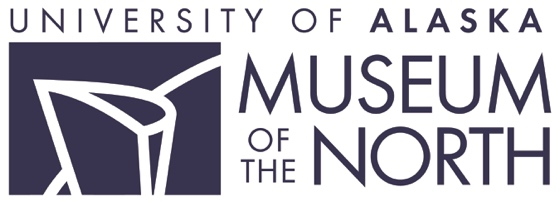 UNIVERSITY OF ALASKA
MUSEUM
OF THE NORTH